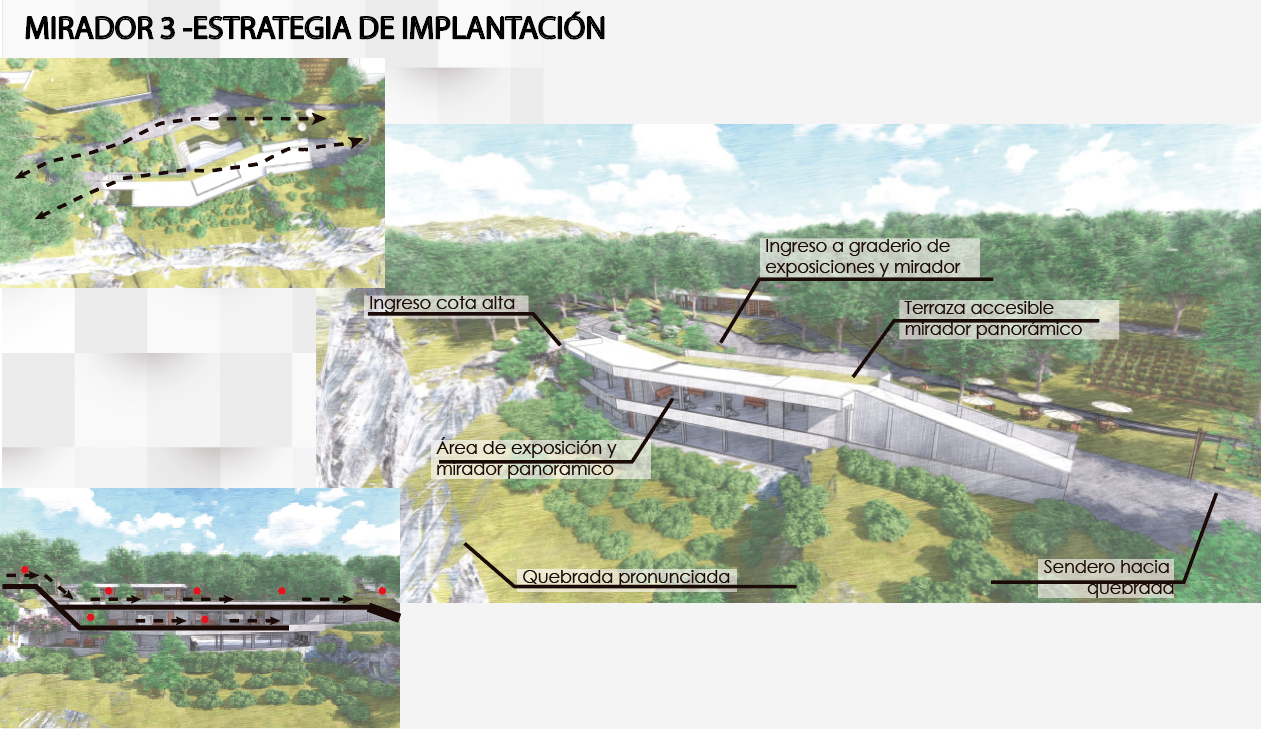 MIRADOR 3 -ESTRATEGIA DE IMPLANTACIÓN
Ingreso a graderio de
exposiciones y mirador
Ingreso cota alta
Terraza accesible
mirador panorámico
Área de exposición y
mirador panoramico
Quebrada pronunciada
Sendero hacia
quebrada